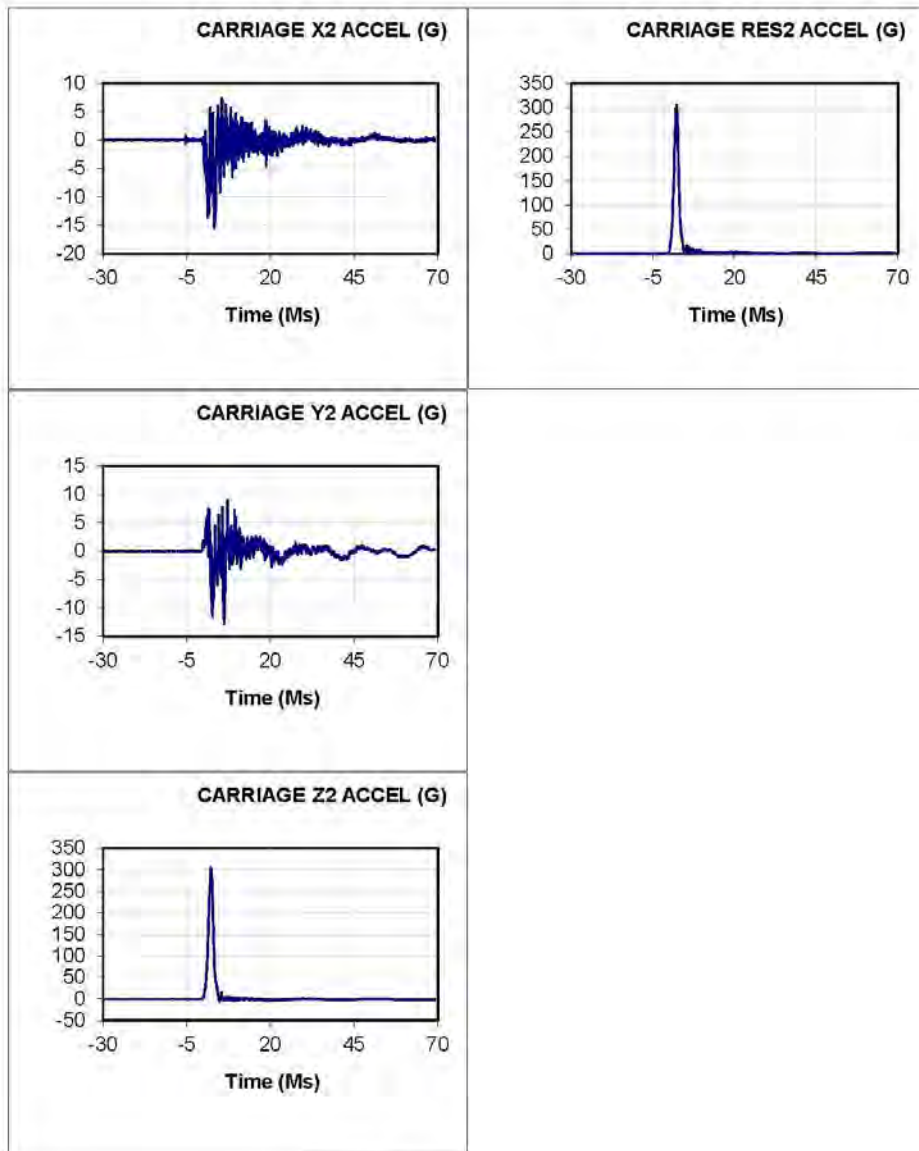 CARRIAGE X2 ACCEL (G)
10
5
0
-5
-10
-15
-20
-30 -5 20 45 70
Time (Ms)
CARRIAGE RES2 ACCEL (G)
350
300
250
200
150
100
50
0
-30 -5 20 45 70
Time (Ms)
CARRIAGE Y2 ACCEL (G)
15
10
5
0
-5
-10
-15
-30 -5 20 45 70
Time (Ms)
CARRIAGE Z2 ACCEL (G)
350
300
250
200
150
100
50
0
-50
-30 -5 20 45 70
Time (Ms)